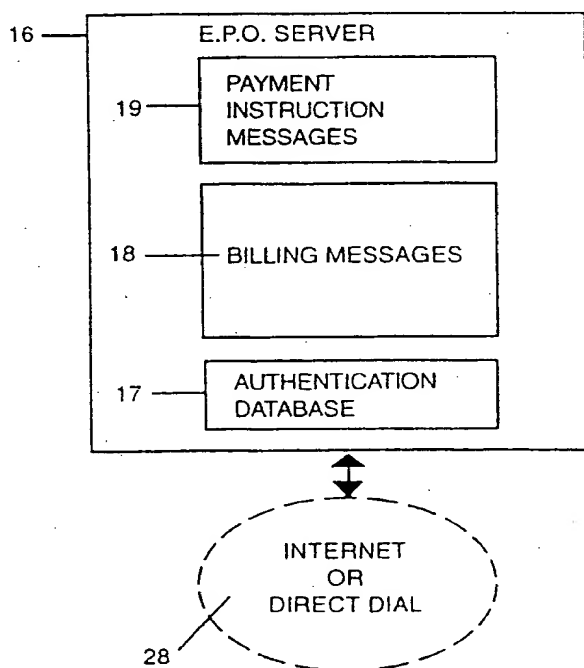 16
E.P.O. SERVER
19
PAYMENT
INSTRUCTION
MESSAGES
18
BILLING MESSAGES
17
AUTHENTICATION
DATABASE
INTERNET
OR
DIRECT DIAL
28